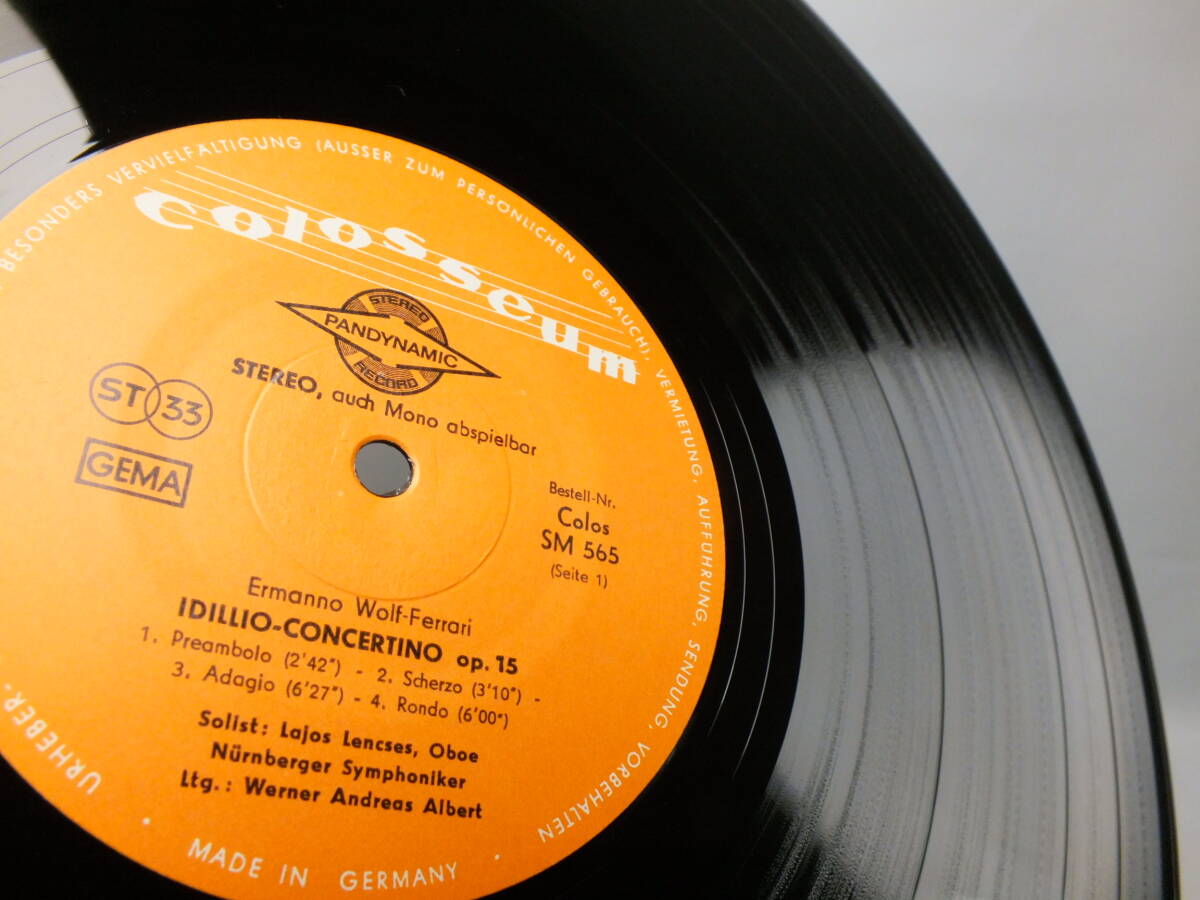 BESONDERS VERVIELFÄLTIGUNG (AUSSER ZUM PERSÖNLICHEN GEBRAUCH), VERMIETUNG, AUFFÜHRUNG, SENDUNG, VORBEHALTEN
Colosseum
STEREO
PANDYNAMIC
RECORD
STEREO, auch Mono abspielbar
ST 33
GEMA
Bestell-Nr.
Colos
SM 565
(Seite 1)
Ermanno Wolf-Ferrari
IDILLIO-CONCERTINO op. 15
1. Preambolo (2'42") - 2. Scherzo (3'10") -
3. Adagio (6'27") - 4. Rondo (6'00")
Solist: Lajos Lencses, Oboe
Nürnberger Symphoniker
Ltg.: Werner Andreas Albert
URHEBER-
· MADE IN GERMANY ·